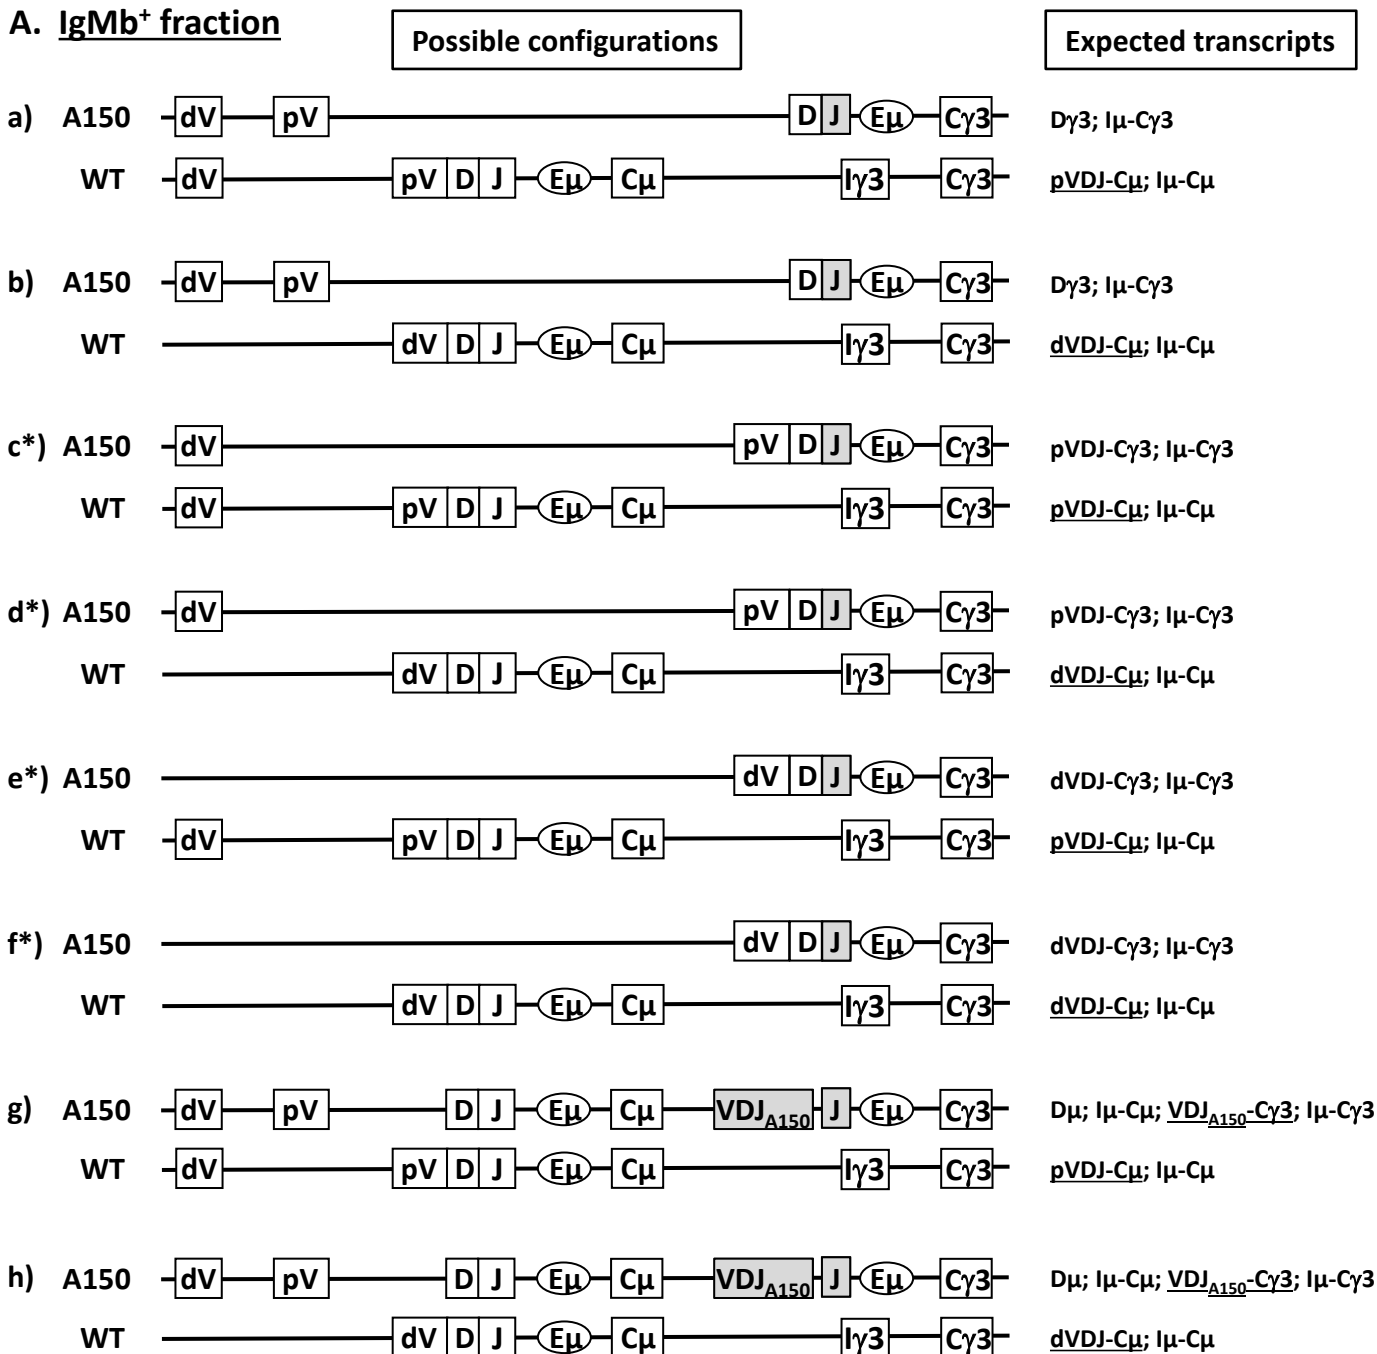 A. IgMb⁺ fraction
Possible configurations
Expected transcripts
a) A150 dV pV D J Eμ Cγ3 Dγ3; Iμ-Cγ3
WT dV pV D J Eμ Cμ Iγ3 Cγ3 pVDJ-Cμ; Iμ-Cμ
b) A150 dV pV D J Eμ Cγ3 Dγ3; Iμ-Cγ3
WT dV D J Eμ Cμ Iγ3 Cγ3 dVDJ-Cμ; Iμ-Cμ
c*) A150 dV pV D J Eμ Cγ3 pVDJ-Cγ3; Iμ-Cγ3
WT dV pV D J Eμ Cμ Iγ3 Cγ3 pVDJ-Cμ; Iμ-Cμ
d*) A150 dV pV D J Eμ Cγ3 pVDJ-Cγ3; Iμ-Cγ3
WT dV D J Eμ Cμ Iγ3 Cγ3 dVDJ-Cμ; Iμ-Cμ
e*) A150 dV D J Eμ Cγ3 dVDJ-Cγ3; Iμ-Cγ3
WT dV pV D J Eμ Cμ Iγ3 Cγ3 pVDJ-Cμ; Iμ-Cμ
f*) A150 dV D J Eμ Cγ3 dVDJ-Cγ3; Iμ-Cγ3
WT dV D J Eμ Cμ Iγ3 Cγ3 dVDJ-Cμ; Iμ-Cμ
g) A150 dV pV D J Eμ Cμ VDJA150 J Eμ Cγ3 Dμ; Iμ-Cμ; VDJA150-Cγ3; Iμ-Cγ3
WT dV pV D J Eμ Cμ Iγ3 Cγ3 pVDJ-Cμ; Iμ-Cμ
h) A150 dV pV D J Eμ Cμ VDJA150 J Eμ Cγ3 Dμ; Iμ-Cμ; VDJA150-Cγ3; Iμ-Cγ3
WT dV D J Eμ Cμ Iγ3 Cγ3 dVDJ-Cμ; Iμ-Cμ